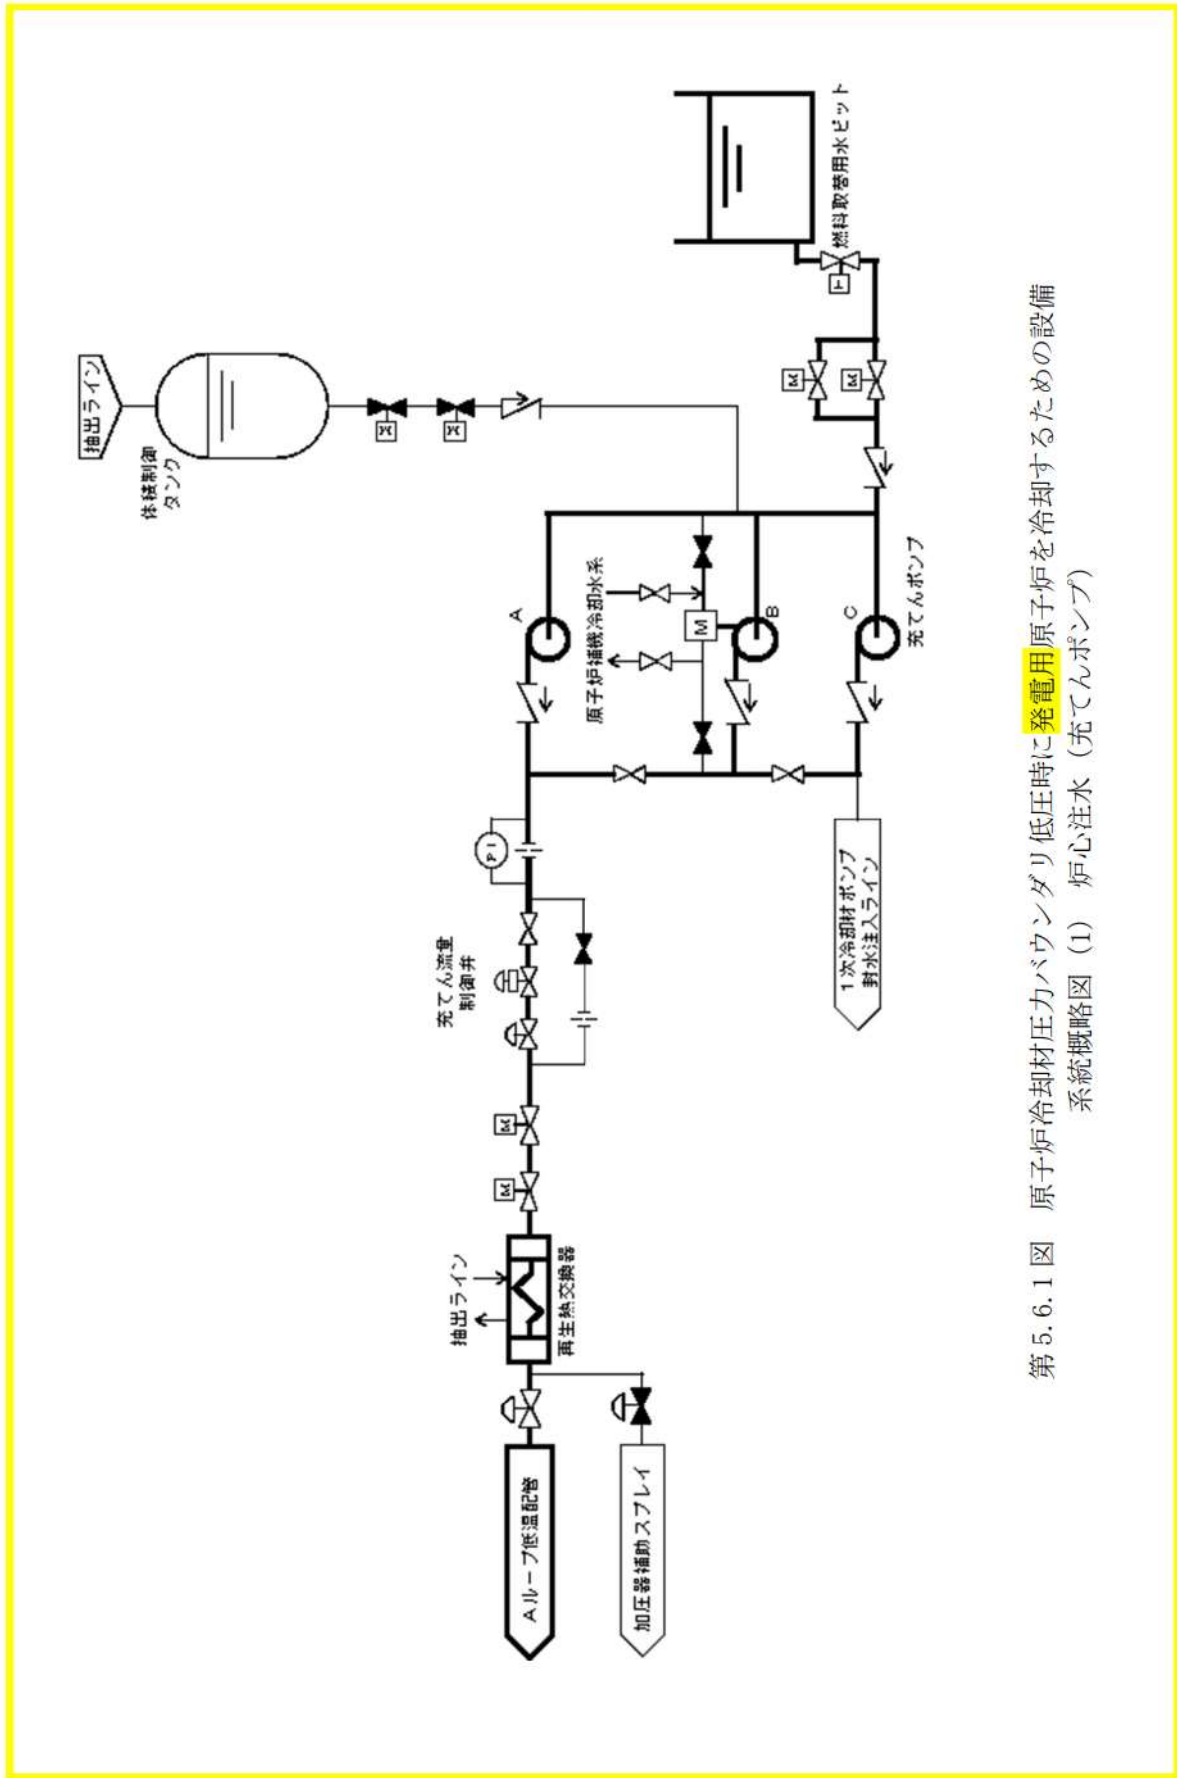 抽出ライン
体積制御
タンク
M
M
燃料取替用水ピット
M
M
A
原子炉補機冷却水系
M
B
C
充てんポンプ
充てん流量
制御弁
1次冷却材ポンプ
封水注入ライン
M
M
抽出ライン
再生熱交換器
Aループ低温配管
加圧器補助スプレイ
第5.6.1図 原子炉冷却材圧力バウンダリ低圧時に発電用原子炉を冷却するための設備
系統概略図 (1) 炉心注水 (充てんポンプ)